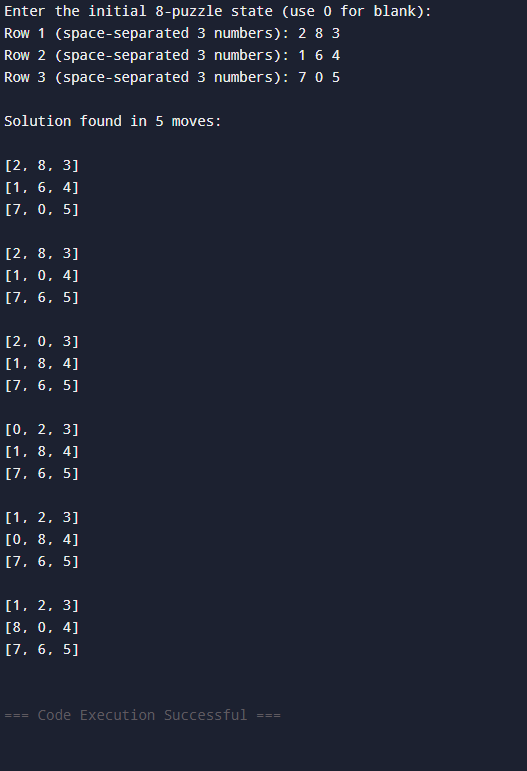 Enter the initial 8-puzzle state (use 0 for blank):
Row 1 (space-separated 3 numbers): 2 8 3
Row 2 (space-separated 3 numbers): 1 6 4
Row 3 (space-separated 3 numbers): 7 0 5
Solution found in 5 moves:
[2, 8, 3]
[1, 6, 4]
[7, 0, 5]
[2, 8, 3]
[1, 0, 4]
[7, 6, 5]
[2, 0, 3]
[1, 8, 4]
[7, 6, 5]
[0, 2, 3]
[1, 8, 4]
[7, 6, 5]
[1, 2, 3]
[0, 8, 4]
[7, 6, 5]
[1, 2, 3]
[8, 0, 4]
[7, 6, 5]
=== Code Execution Successful ===